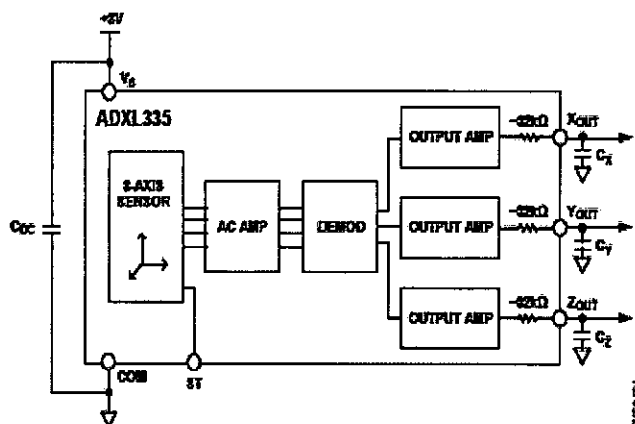 +3V
Vs
ADXL335
3-AXIS
SENSOR
AC AMP
DEMOD
OUTPUT AMP
~32kΩ
XOUT
CX
OUTPUT AMP
~32kΩ
YOUT
CY
OUTPUT AMP
~32kΩ
ZOUT
CZ
CDC
COM
ST